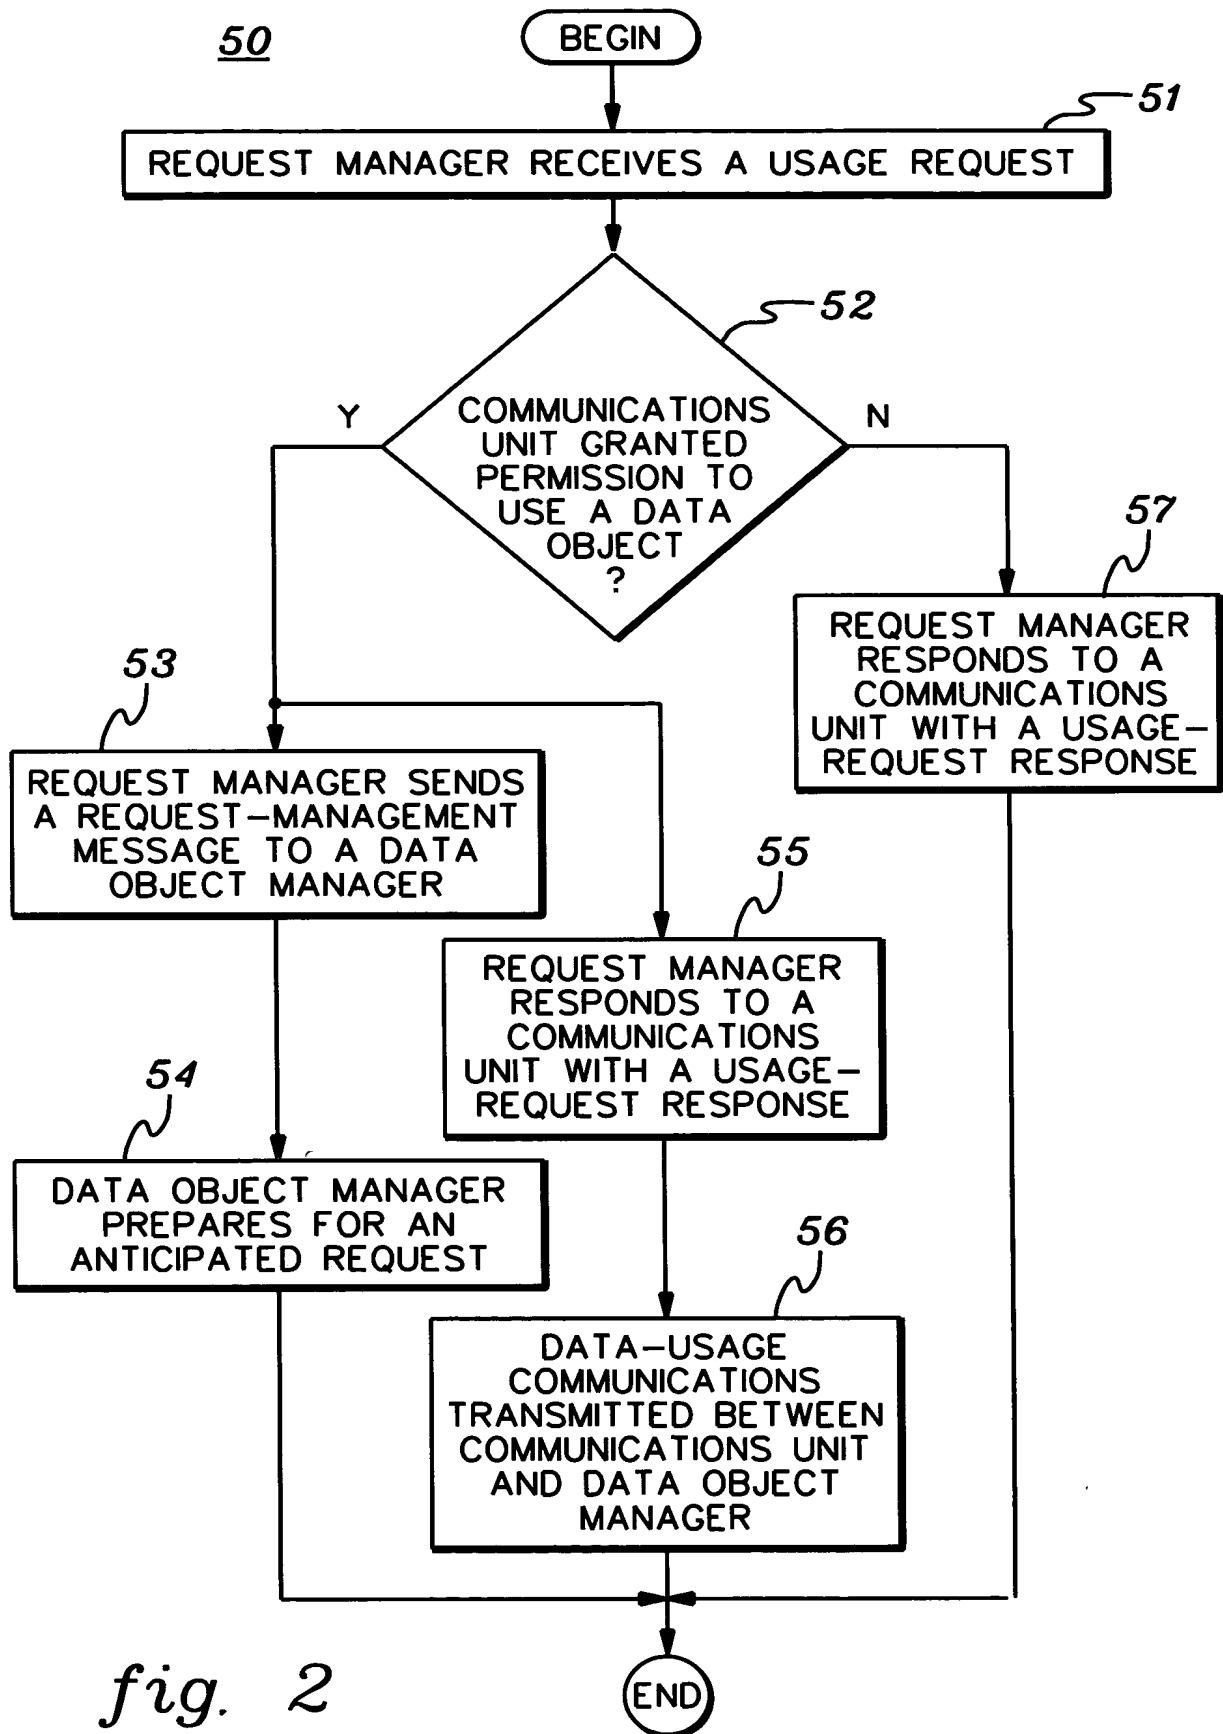 50
BEGIN
51
REQUEST MANAGER RECEIVES A USAGE REQUEST
52
COMMUNICATIONS
UNIT GRANTED
PERMISSION TO
USE A DATA
OBJECT
?
Y
N
57
REQUEST MANAGER
RESPONDS TO A
COMMUNICATIONS
UNIT WITH A USAGE–
REQUEST RESPONSE
53
REQUEST MANAGER SENDS
A REQUEST–MANAGEMENT
MESSAGE TO A DATA
OBJECT MANAGER
55
REQUEST MANAGER
RESPONDS TO A
COMMUNICATIONS
UNIT WITH A USAGE–
REQUEST RESPONSE
54
DATA OBJECT MANAGER
PREPARES FOR AN
ANTICIPATED REQUEST
56
DATA–USAGE
COMMUNICATIONS
TRANSMITTED BETWEEN
COMMUNICATIONS UNIT
AND DATA OBJECT
MANAGER
END
fig. 2